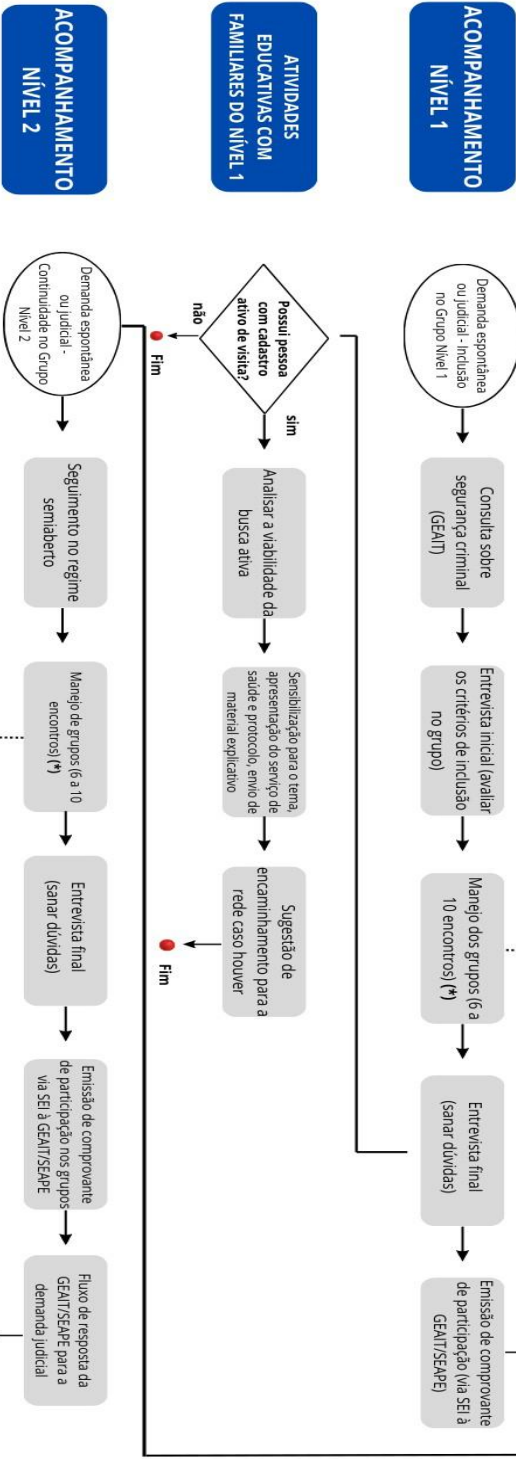 ACOMPANHAMENTO
NÍVEL 1
Demanda espontânea
ou judicial - Inclusão
no Grupo Nível 1
Consulta sobre
segurança criminal
(GEAIT)
Entrevista inicial (avaliar
os critérios de inclusão
no grupo)
Manejo dos grupos (6 a
10 encontros) (*)
Entrevista final
(sanar dúvidas)
Emissão de comprovante
de participação (via SEI à
GEAIT/SEAPE)
ATIVIDADES
EDUCATIVAS COM
FAMILIARES DO NÍVEL 1
Possui pessoa
com cadastro
ativo de visita?
não
Fim
sim
Analisar a viabilidade da
busca ativa
Sensibilização para o tema,
apresentação do serviço de
saúde e protocolo, envio de
material explicativo
Sugestão de
encaminhamento para a
rede caso houver
Fim
ACOMPANHAMENTO
NÍVEL 2
Demanda espontânea
ou judicial -
Continuidade no Grupo
Nível 2
Seguimento no regime
semiaberto
Manejo de grupos (6 a 10
encontros) (*)
Entrevista final
(sanar dúvidas)
Emissão de comprovante
de participação nos grupos
via SEI à GEAIT/SEAPE
Fluxo de resposta da
GEAIT/SEAPE para a
demanda judicial